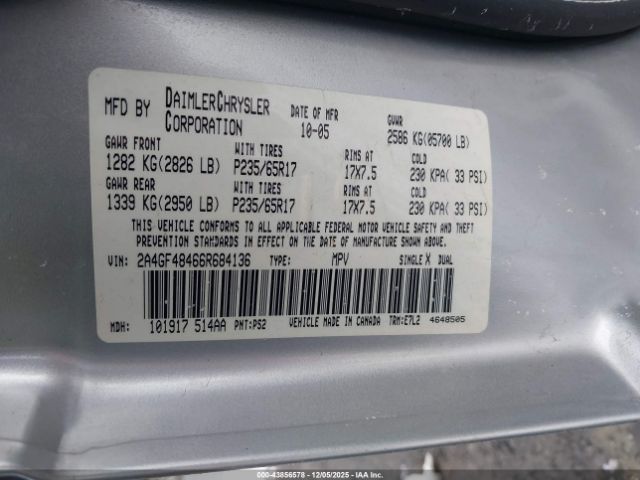 MFD BY DAIMLERCHRYSLER CORPORATION DATE OF MFR 10-05 GVWR 2586 KG(05700 LB)
GAWR FRONT WITH TIRES RIMS AT COLD
1282 KG(2826 LB) P235/65R17 17X7.5 230 KPA( 33 PSI)
GAWR REAR WITH TIRES RIMS AT COLD
1339 KG(2950 LB) P235/65R17 17X7.5 230 KPA( 33 PSI)
THIS VEHICLE CONFORMS TO ALL APPLICABLE FEDERAL MOTOR VEHICLE SAFETY AND THEFT
PREVENTION STANDARDS IN EFFECT ON THE DATE OF MANUFACTURE SHOWN ABOVE.
VIN: 2A4GF48466R684136 TYPE: MPV SINGLE X DUAL
MDH: 101917 514AA PNT:PS2 VEHICLE MADE IN CANADA TRM:E7L2 4648505
000-43856578 - 12/05/2025 - IAAI.COM